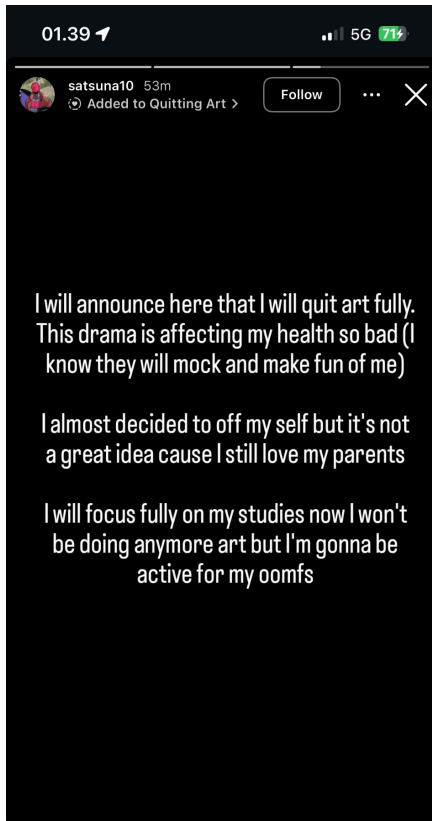 01.39
5G 71
satsuna10 53m
Added to Quitting Art >
Follow
I will announce here that I will quit art fully.
This drama is affecting my health so bad (I
know they will mock and make fun of me)
I almost decided to off my self but it's not
a great idea cause I still love my parents
I will focus fully on my studies now I won't
be doing anymore art but I'm gonna be
active for my oomfs